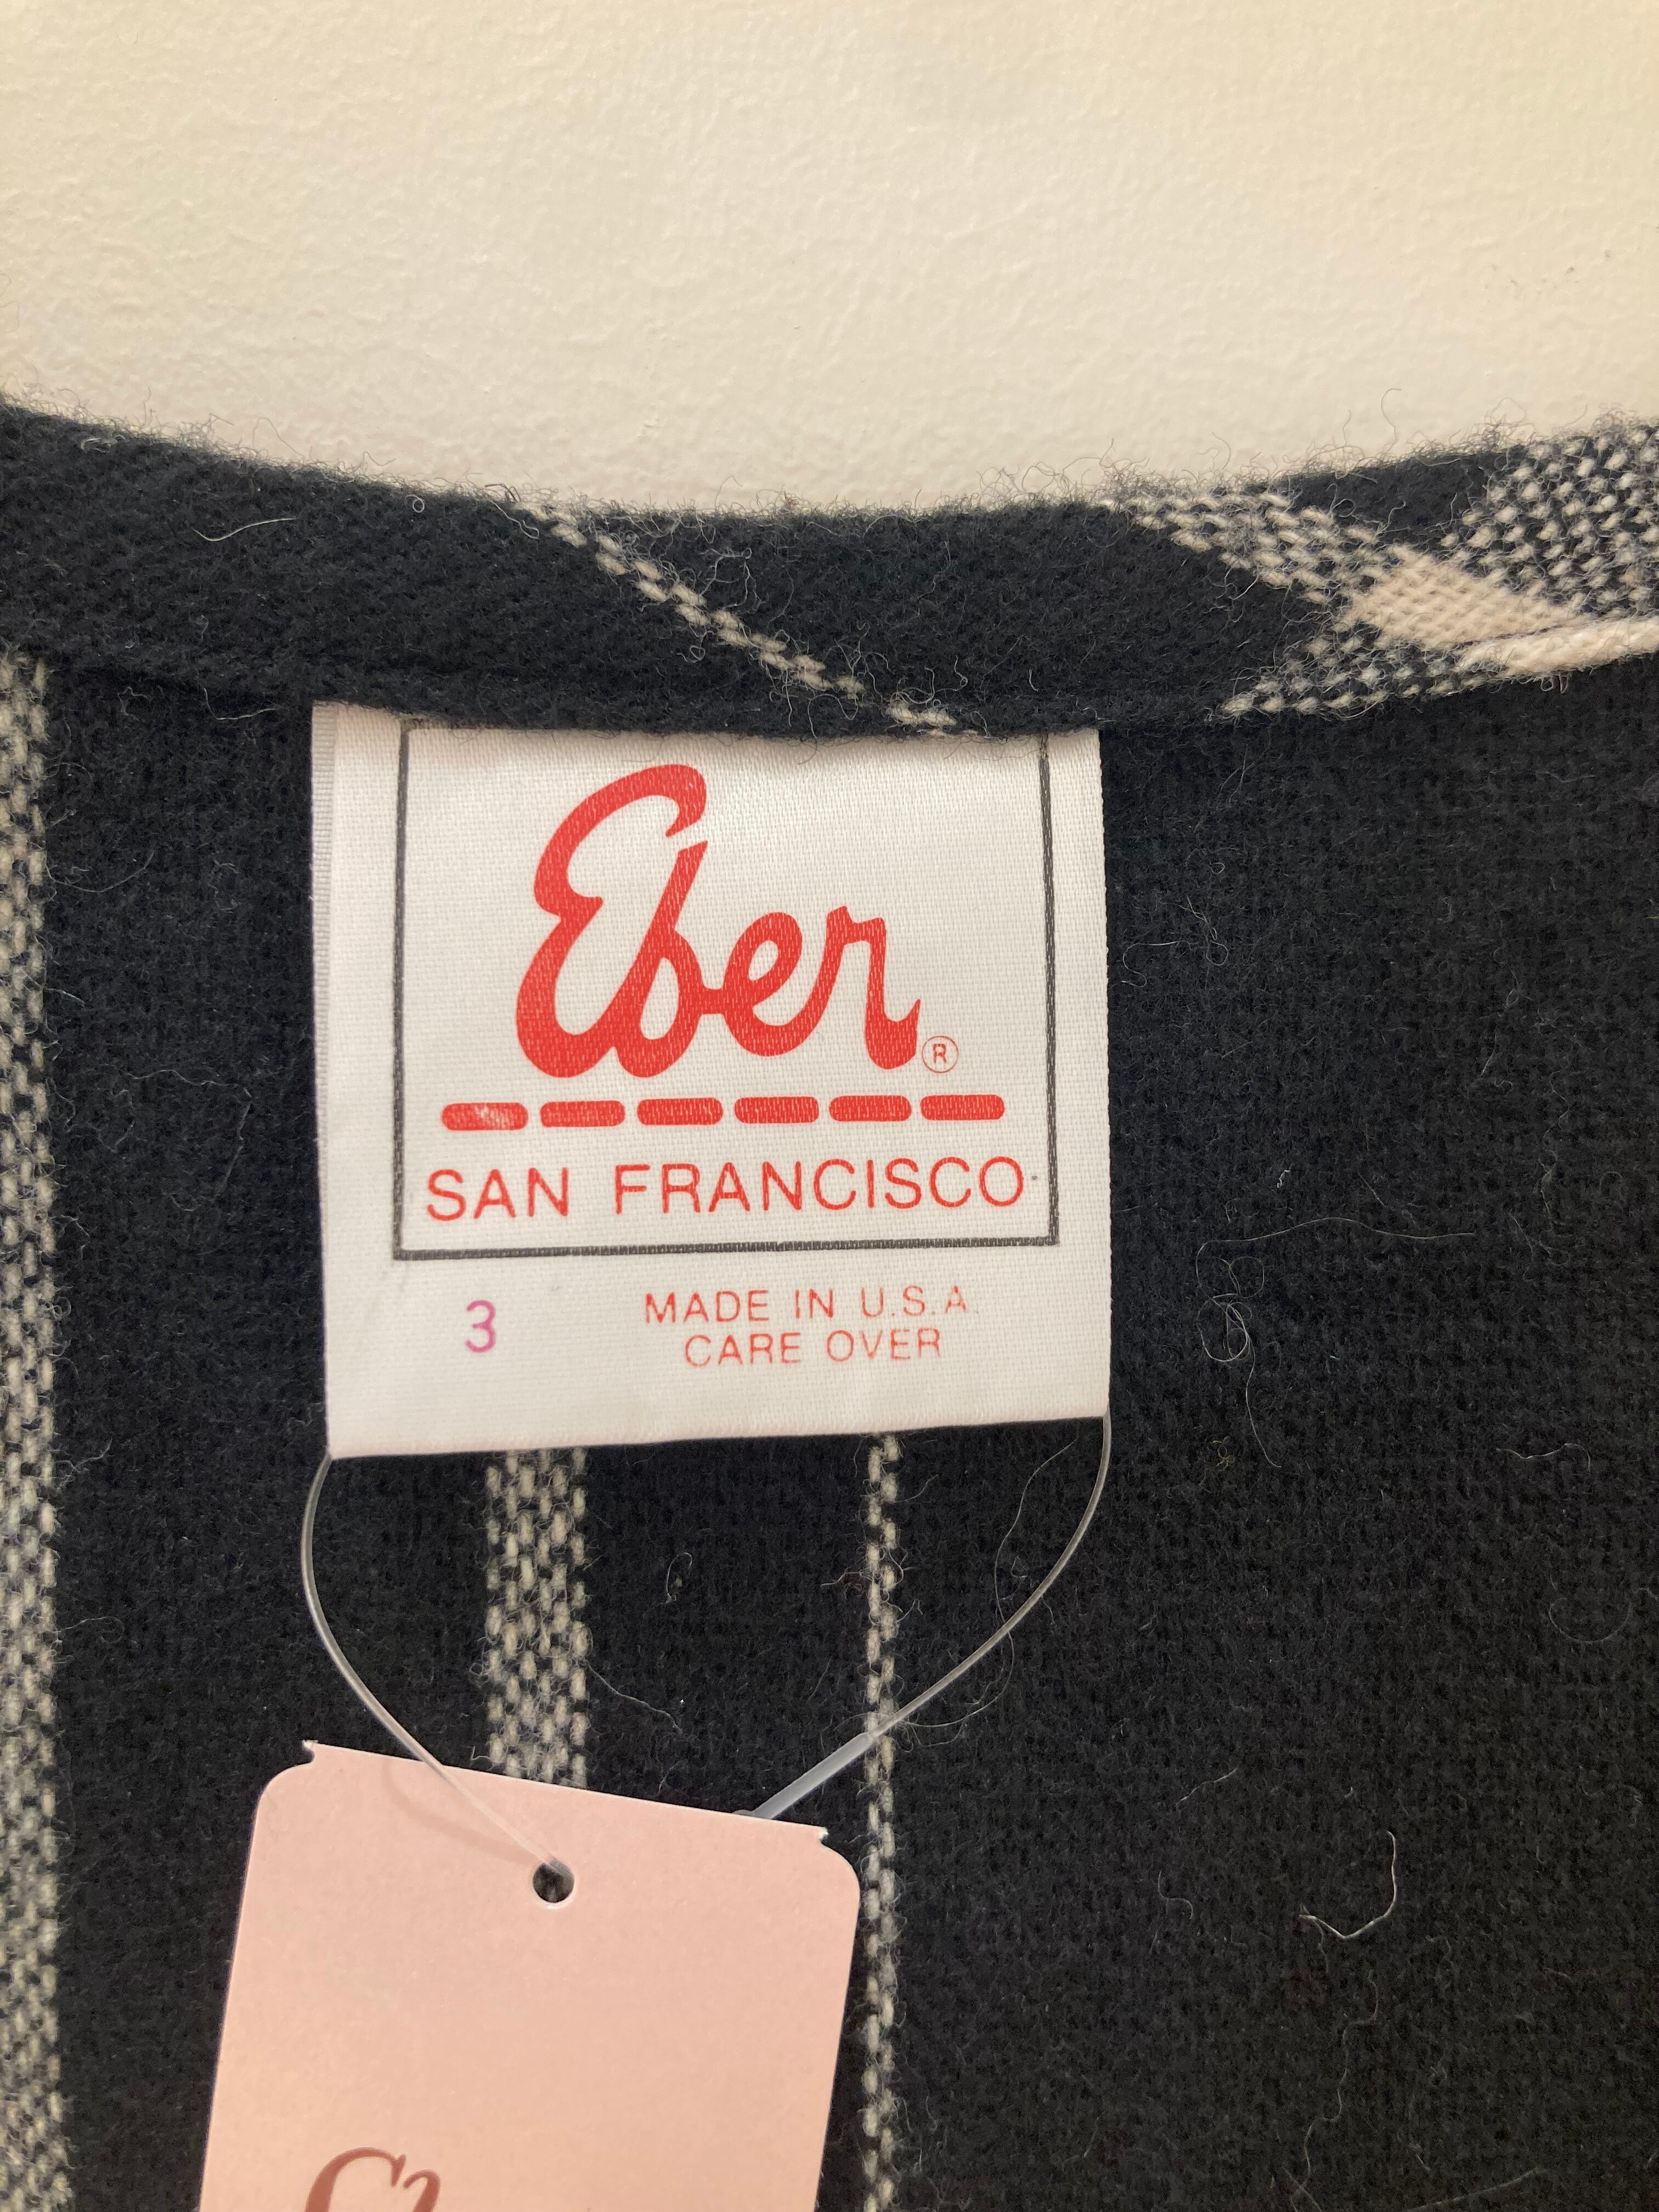 Eber®
SAN FRANCISCO
3
MADE IN U.S.A.
CARE OVER